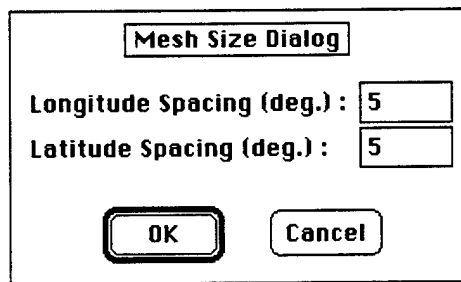 Mesh Size Dialog
Longitude Spacing (deg.) : 5
Latitude Spacing (deg.) : 5
OK Cancel